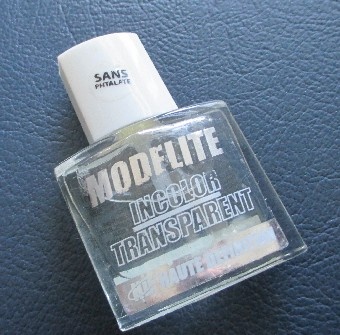 SANS
PHTALATE
MODELITE
INCOLOR
TRANSPARENT
HAUTE